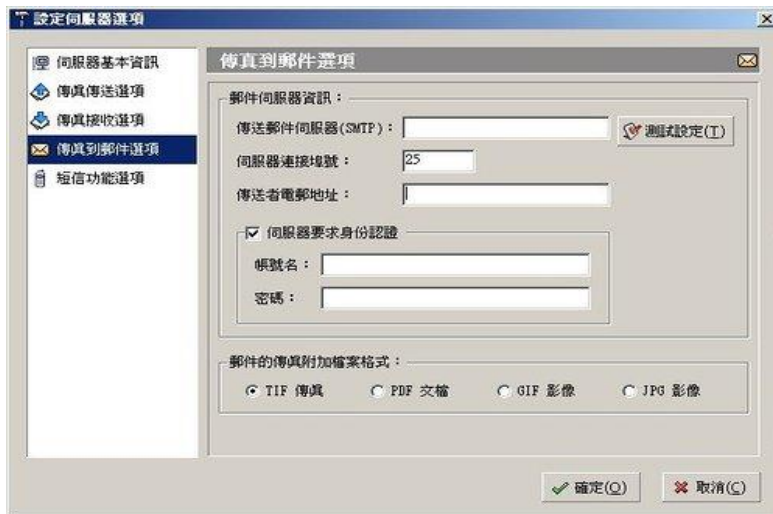 設定伺服器選項
伺服器基本資訊
傳真傳送選項
傳真接收選項
傳真到郵件選項
短信功能選項
傳真到郵件選項
郵件伺服器資訊：
傳送郵件伺服器(SMTP)：
測試設定(T)
伺服器連接埠號：
25
傳送者電郵地址：
伺服器要求身份認證
帳號名：
密碼：
郵件的傳真附加檔案格式：
TIF 傳真 PDF 文檔 GIF 影像 JPG 影像
確定(O) 取消(C)